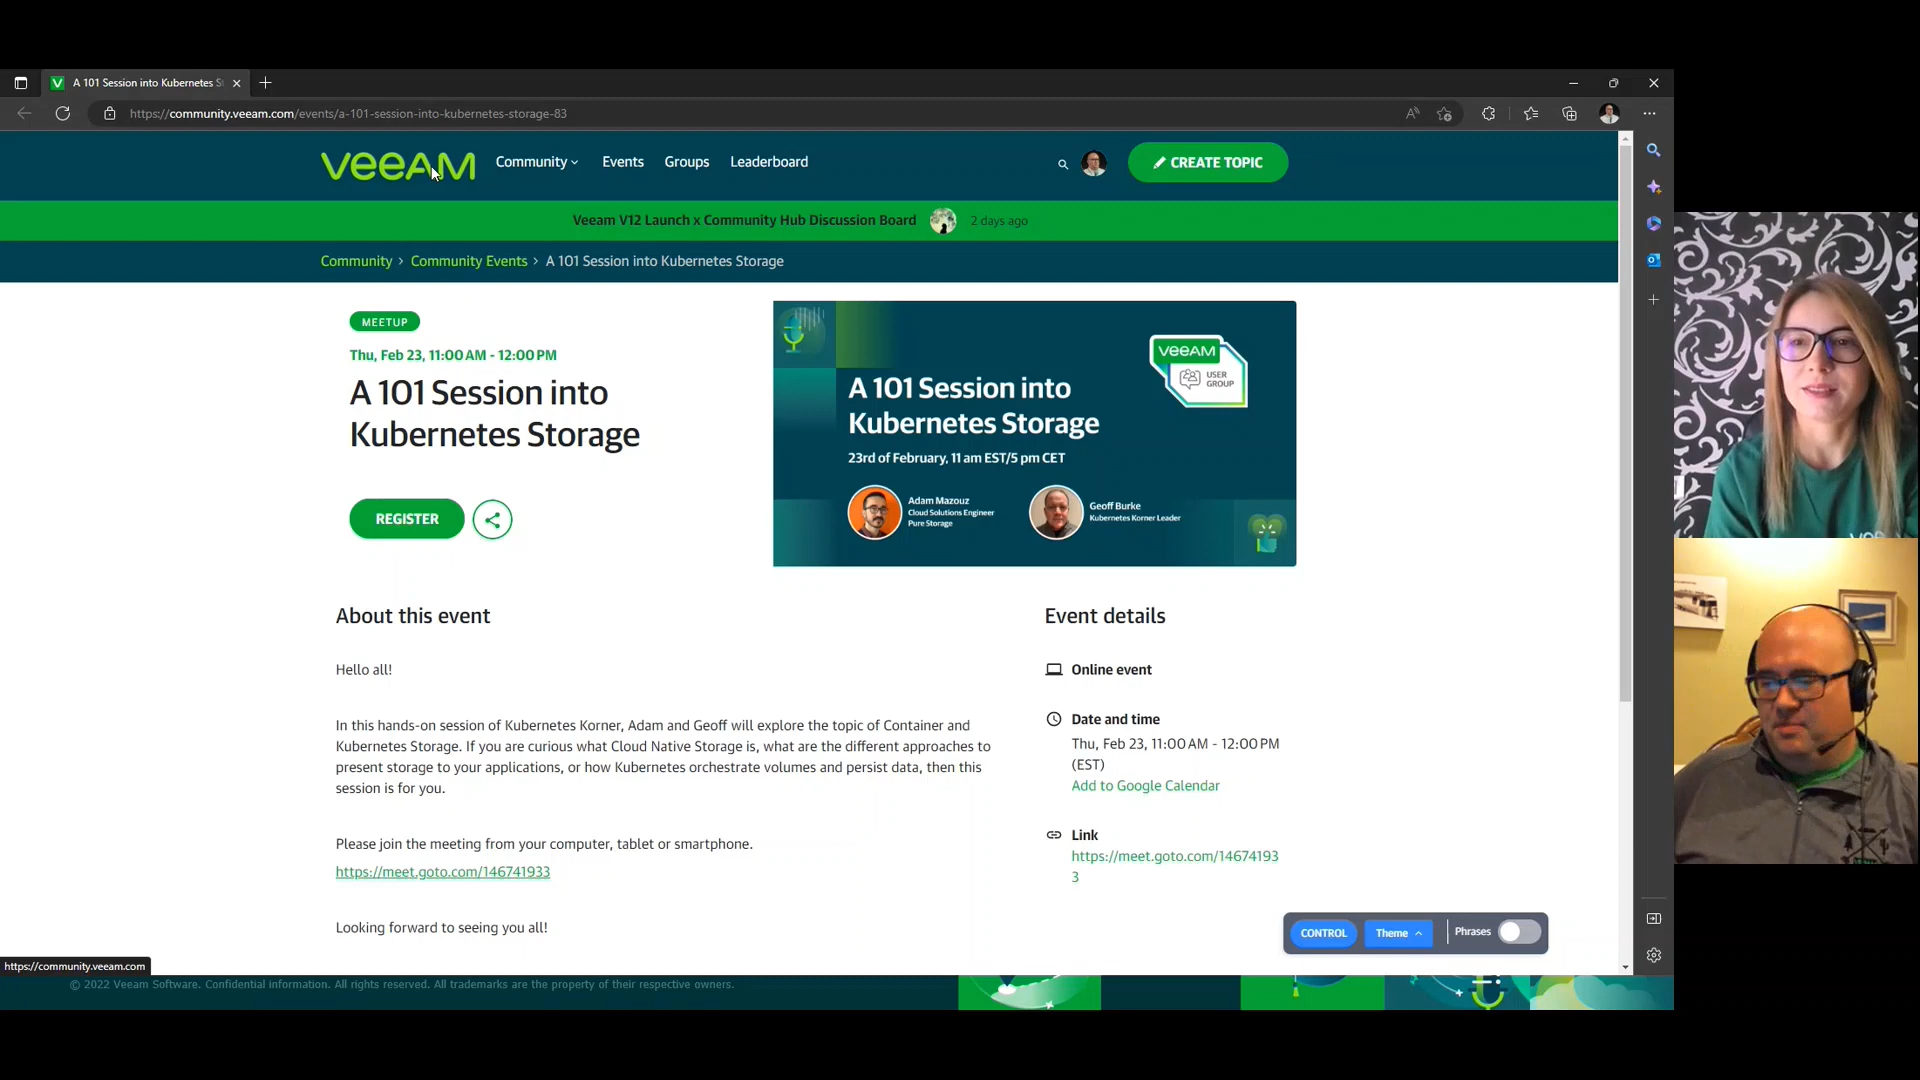 A 101 Session into Kubernetes S
https://community.veeam.com/events/a-101-session-into-kubernetes-storage-83
veeAM
Community
Events
Groups
Leaderboard
CREATE TOPIC
Veeam V12 Launch x Community Hub Discussion Board
2 days ago
Community > Community Events > A 101 Session into Kubernetes Storage
MEETUP
Thu, Feb 23, 11:00 AM - 12:00 PM
A 101 Session into
Kubernetes Storage
REGISTER
A 101 Session into
Kubernetes Storage
23rd of February, 11 am EST/5 pm CET
Adam Mazouz
Cloud Solutions Engineer
Pure Storage
Geoff Burke
Kubernetes Korner Leader
veeAM
USER
GROUP
About this event
Hello all!
In this hands-on session of Kubernetes Korner, Adam and Geoff will explore the topic of Container and
Kubernetes Storage. If you are curious what Cloud Native Storage is, what are the different approaches to
present storage to your applications, or how Kubernetes orchestrate volumes and persist data, then this
session is for you.
Please join the meeting from your computer, tablet or smartphone.
https://meet.goto.com/146741933
Looking forward to seeing you all!
Event details
Online event
Date and time
Thu, Feb 23, 11:00 AM - 12:00 PM
(EST)
Add to Google Calendar
Link
https://meet.goto.com/14674193
3
CONTROL
Theme
Phrases
https://community.veeam.com
© 2022 Veeam Software. Confidential information. All rights reserved. All trademarks are the property of their respective owners.